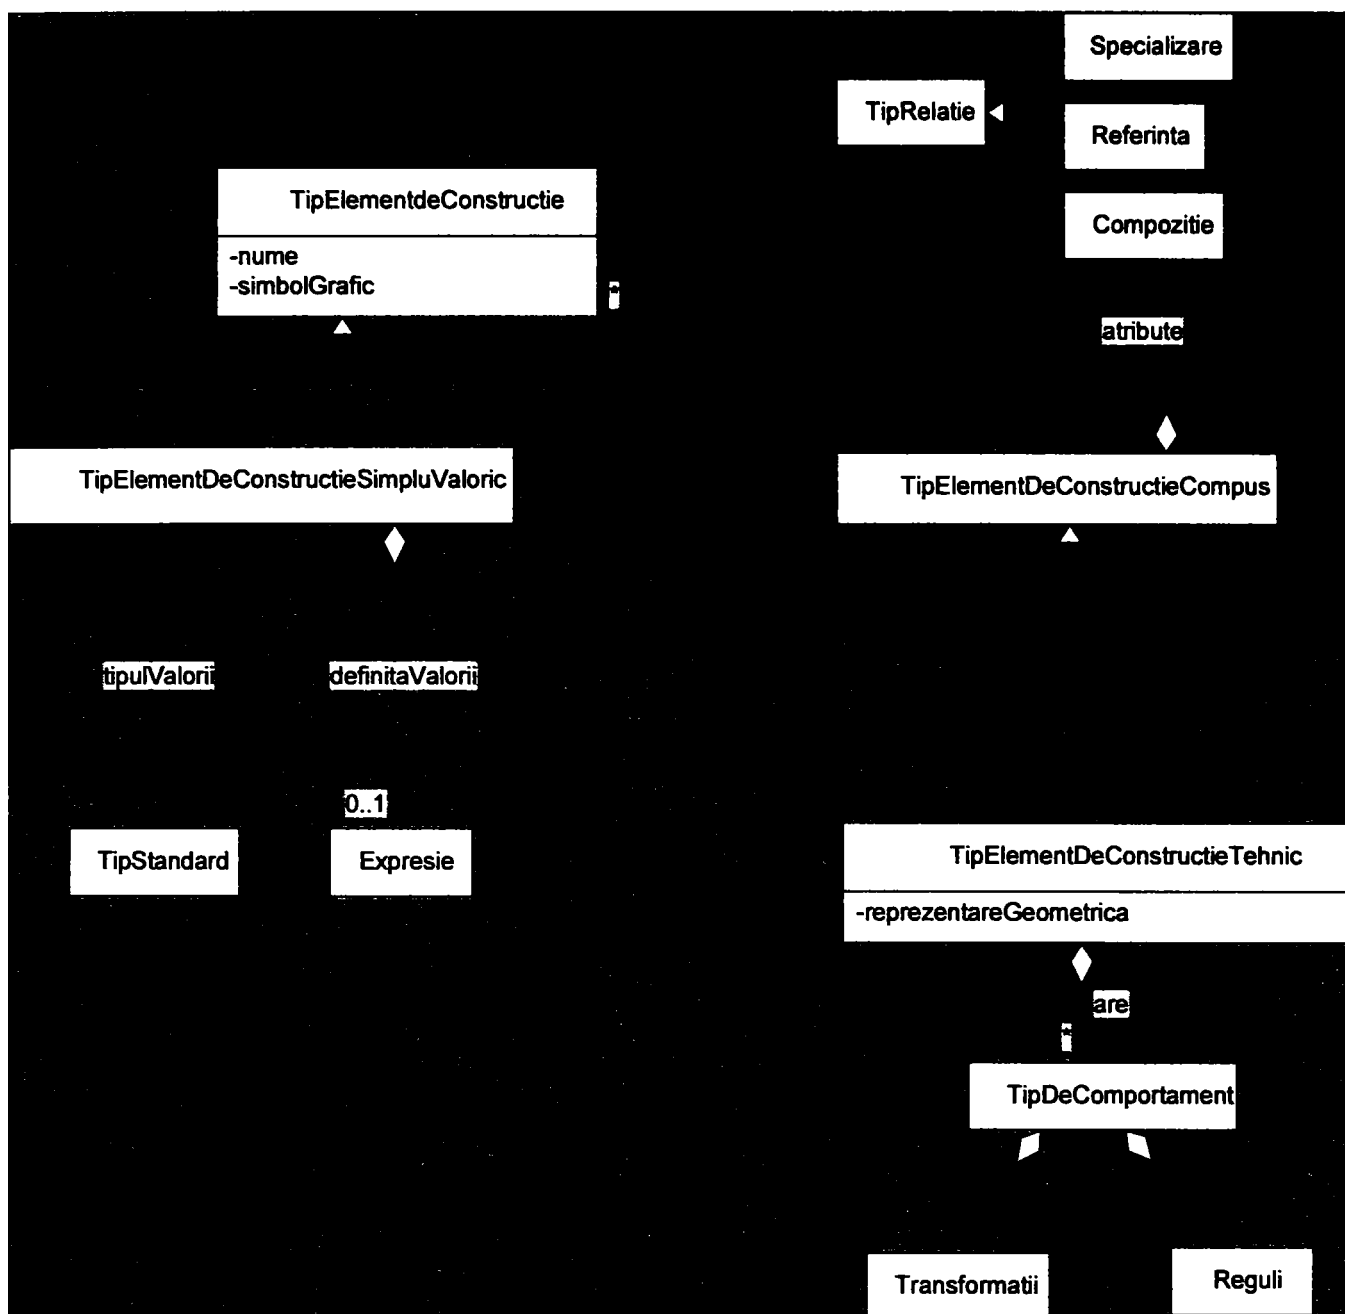 Specializare
TipRelatie
Referinta
TipElementdeConstructie
Compozitie
-nume
-simbolGrafic
*
atribute
TipElementDeConstructieSimpluValoric
TipElementDeConstructieCompus
tipulValorii
definitaValorii
0..1
TipStandard
Expresie
TipElementDeConstructieTehnic
-reprezentareGeometrica
are
*
TipDeComportament
Transformatii
Reguli